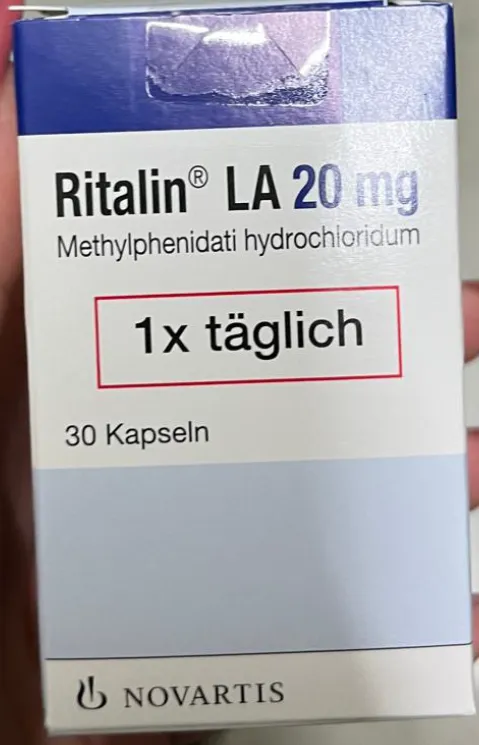 Ritalin® LA 20 mg
Methylphenidati hydrochloridum
1x täglich
30 Kapseln
NOVARTIS